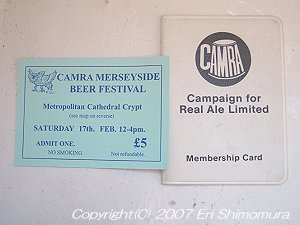 CAMRA MERSEYSIDE
BEER FESTIVAL
Metropolitan Cathedral Crypt
(see map on reverse)
SATURDAY 17th. FEB. 12-4pm.
ADMIT ONE. £5
NO SMOKING Not refundable.
CAMRA
Campaign for
Real Ale Limited
Membership Card
Copyright(C) 2007 Eri Shimomura